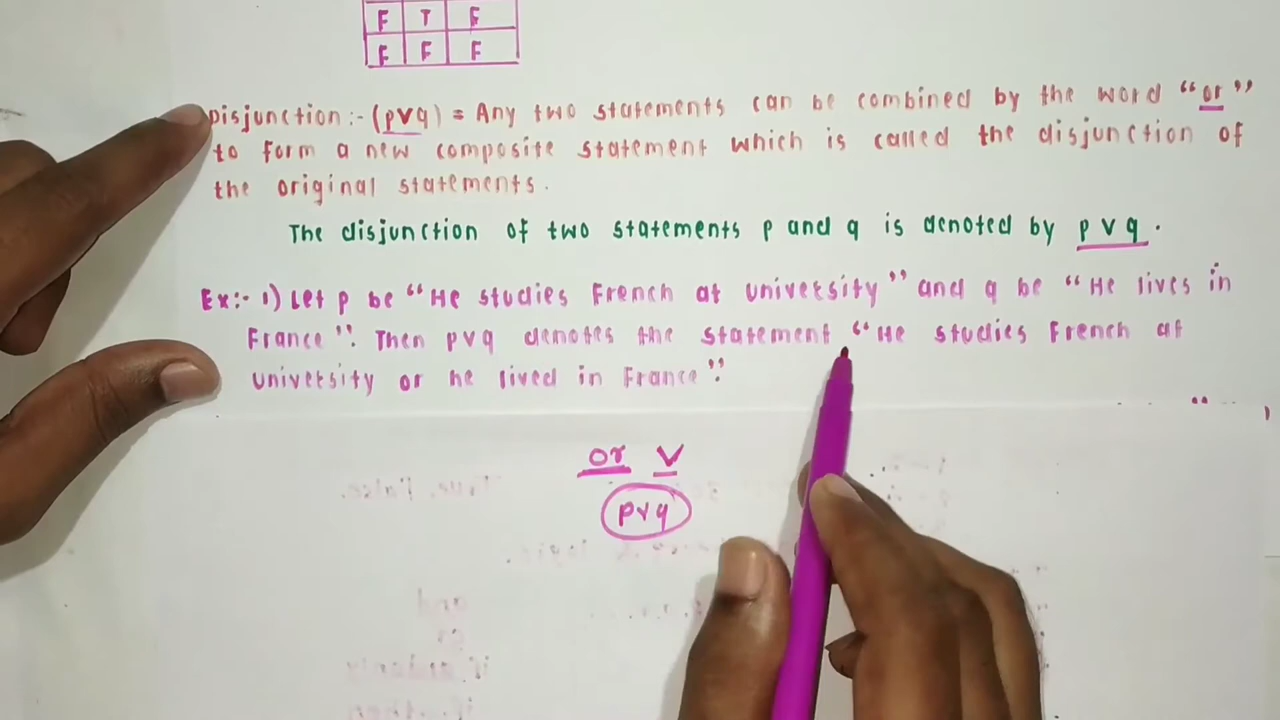 F T F
F F F
Disjunction :- (pvq) = Any two statements can be combined by the word “or”
to form a new composite statement which is called the disjunction of
the original statements.
The disjunction of two statements p and q is denoted by p v q .
Ex:- 1) Let p be “He studies French at university” and q be “He lives in
France”. Then pvq denotes the statement “He studies French at
university or he lived in France”.
or v
pvq